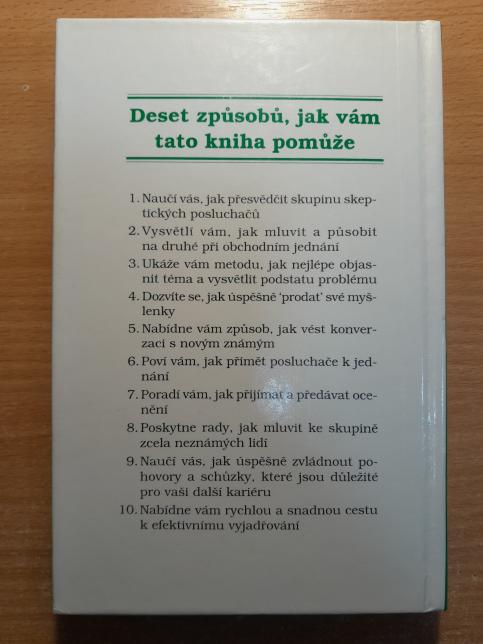 Deset způsobů, jak vám
tato kniha pomůže
1. Naučí vás, jak přesvědčit skupinu skep-
tických posluchačů
2. Vysvětlí vám, jak mluvit a působit
na druhé při obchodním jednání
3. Ukáže vám metodu, jak nejlépe objas-
nit téma a vysvětlit podstatu problému
4. Dozvíte se, jak úspěšně ‘prodat’ své myš-
lenky
5. Nabídne vám způsob, jak vést konver-
zaci s novým známým
6. Poví vám, jak přimět posluchače k jed-
nání
7. Poradí vám, jak přijímat a předávat oce-
nění
8. Poskytne rady, jak mluvit ke skupině
zcela neznámých lidí
9. Naučí vás, jak úspěšně zvládnout po-
hovory a schůzky, které jsou důležité
pro vaši další kariéru
10. Nabídne vám rychlou a snadnou cestu
k efektivnímu vyjadřování